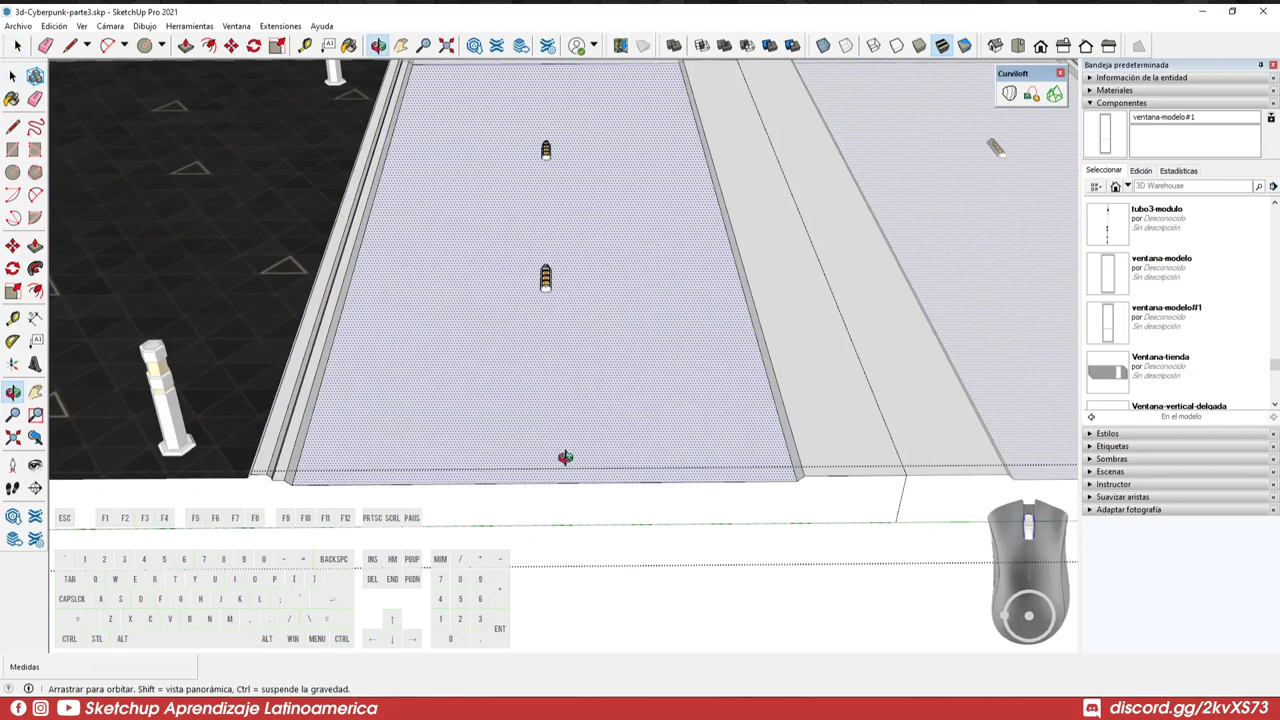 3d-Cyberpunk-parte3.skp - SketchUp Pro 2021
Archivo Edición Ver Cámara Dibujo Herramientas Ventana Extensiones Ayuda
Curviloft
Bandeja predeterminada
Información de la entidad
Materiales
Componentes
ventana-modelo#1
Seleccionar Edición Estadísticas
3D Warehouse
tubo3-modulo
por Desconocido
Sin descripción
ventana-modelo
por Desconocido
Sin descripción
ventana-modelo#1
por Desconocido
Sin descripción
Ventana-tienda
por Desconocido
Sin descripción
Ventana-vertical-delgada
En el modelo
Estilos
Etiquetas
Sombras
Escenas
Instructor
Suavizar aristas
Adaptar fotografía
ESC F1 F2 F3 F4 F5 F6 F7 F8 F9 F10 F11 F12 PRTSC SCRL PAUS
` 1 2 3 4 5 6 7 8 9 0 - = BACKSPC INS HM PGUP NUM / * -
TAB Q W E R T Y U I O P [ ] DEL END PGDN 7 8 9 +
CAPSLCK A S D F G H J K L ; ' ↵ 4 5 6
⇧ Z X C V B N M , . / \ ⇧ ↑ 1 2 3 ENT
CTRL STL ALT ALT WIN MENU CTRL ← ↓ → 0 .
Medidas
Arrastrar para orbitar. Shift = vista panorámica, Ctrl = suspende la gravedad.
Sketchup Aprendizaje Latinoamerica
discord.gg/2kvXS73